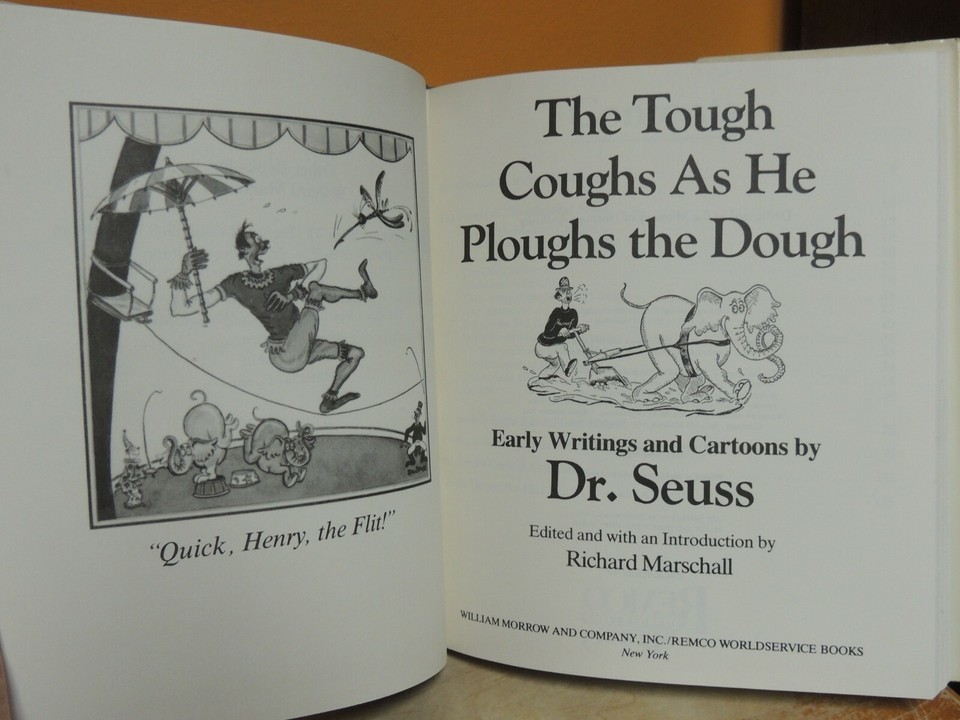 "Quick, Henry, the Flit!"
The Tough
Coughs As He
Ploughs the Dough
Early Writings and Cartoons by
Dr. Seuss
Edited and with an Introduction by
Richard Marschall
WILLIAM MORROW AND COMPANY, INC./REMCO WORLDSERVICE BOOKS
New York